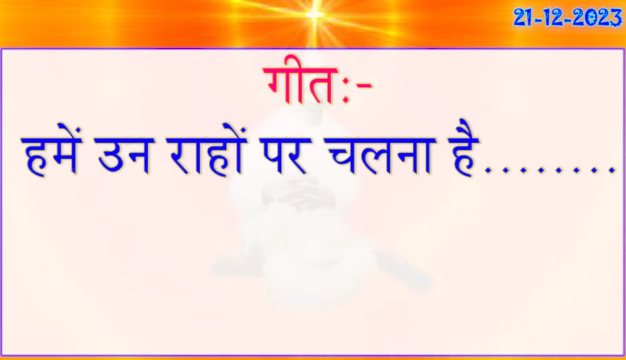 21-12-2023
गीत:-
हमें उन राहों पर चलना है........